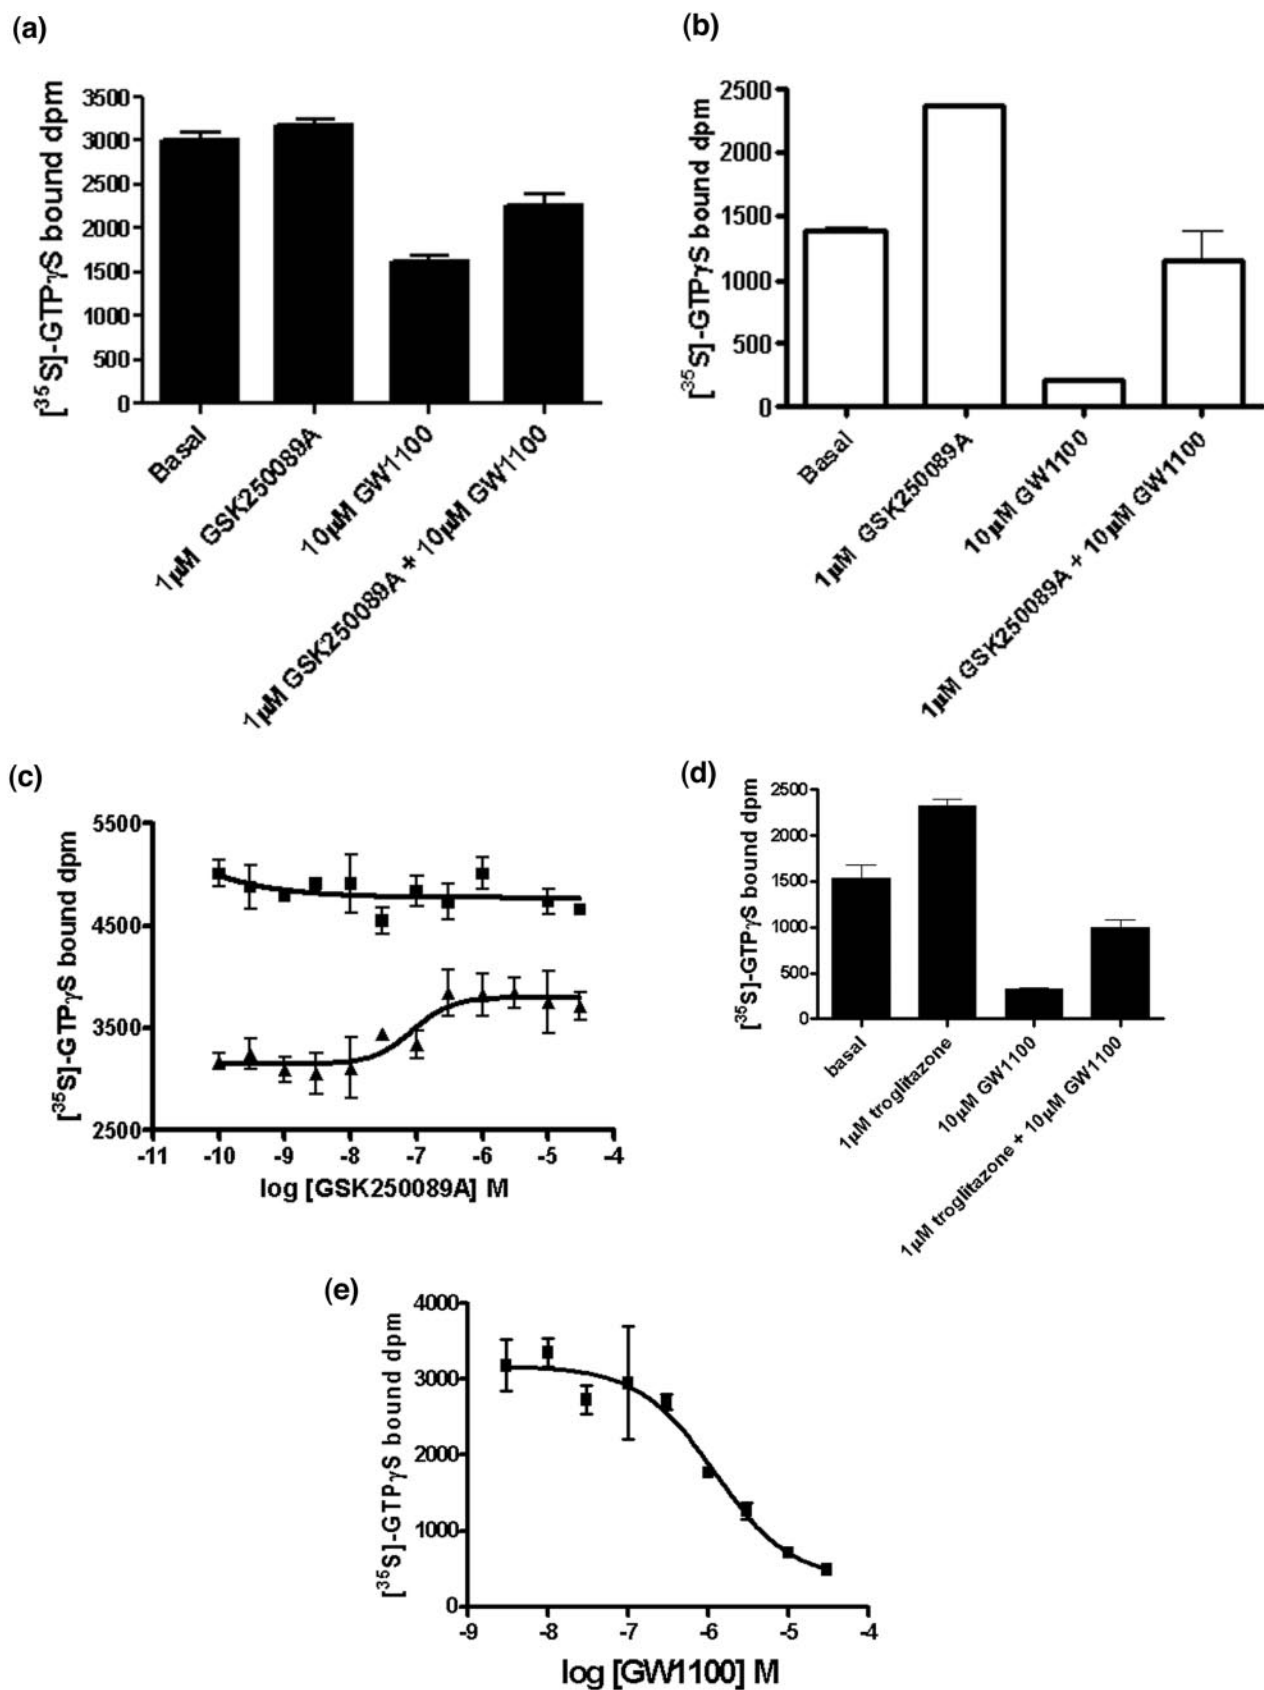 (a)
[³⁵S]-GTPγS bound dpm
3500
3000
2500
2000
1500
1000
500
0
Basal
1μM GSK250089A
10μM GW1100
1μM GSK250089A + 10μM GW1100
(b)
[³⁵S]-GTPγS bound dpm
2500
2000
1500
1000
500
0
Basal
1μM GSK250089A
10μM GW1100
1μM GSK250089A + 10μM GW1100
(c)
[³⁵S]-GTPγS bound dpm
5500
4500
3500
2500
-11 -10 -9 -8 -7 -6 -5 -4
log [GSK250089A] M
(d)
[³⁵S]-GTPγS bound dpm
2500
2000
1500
1000
500
0
basal
1μM troglitazone
10μM GW1100
1μM troglitazone + 10μM GW1100
(e)
[³⁵S]-GTPγS bound dpm
4000
3000
2000
1000
0
-9 -8 -7 -6 -5 -4
log [GW1100] M